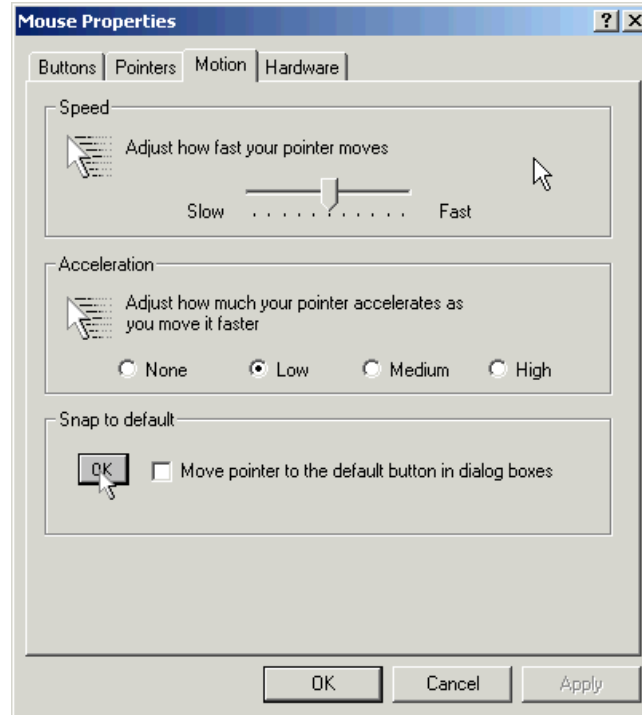 Mouse Properties
Buttons Pointers Motion Hardware
Speed
Adjust how fast your pointer moves
Slow Fast
Acceleration
Adjust how much your pointer accelerates as
you move it faster
None Low Medium High
Snap to default
OK Move pointer to the default button in dialog boxes
OK Cancel Apply